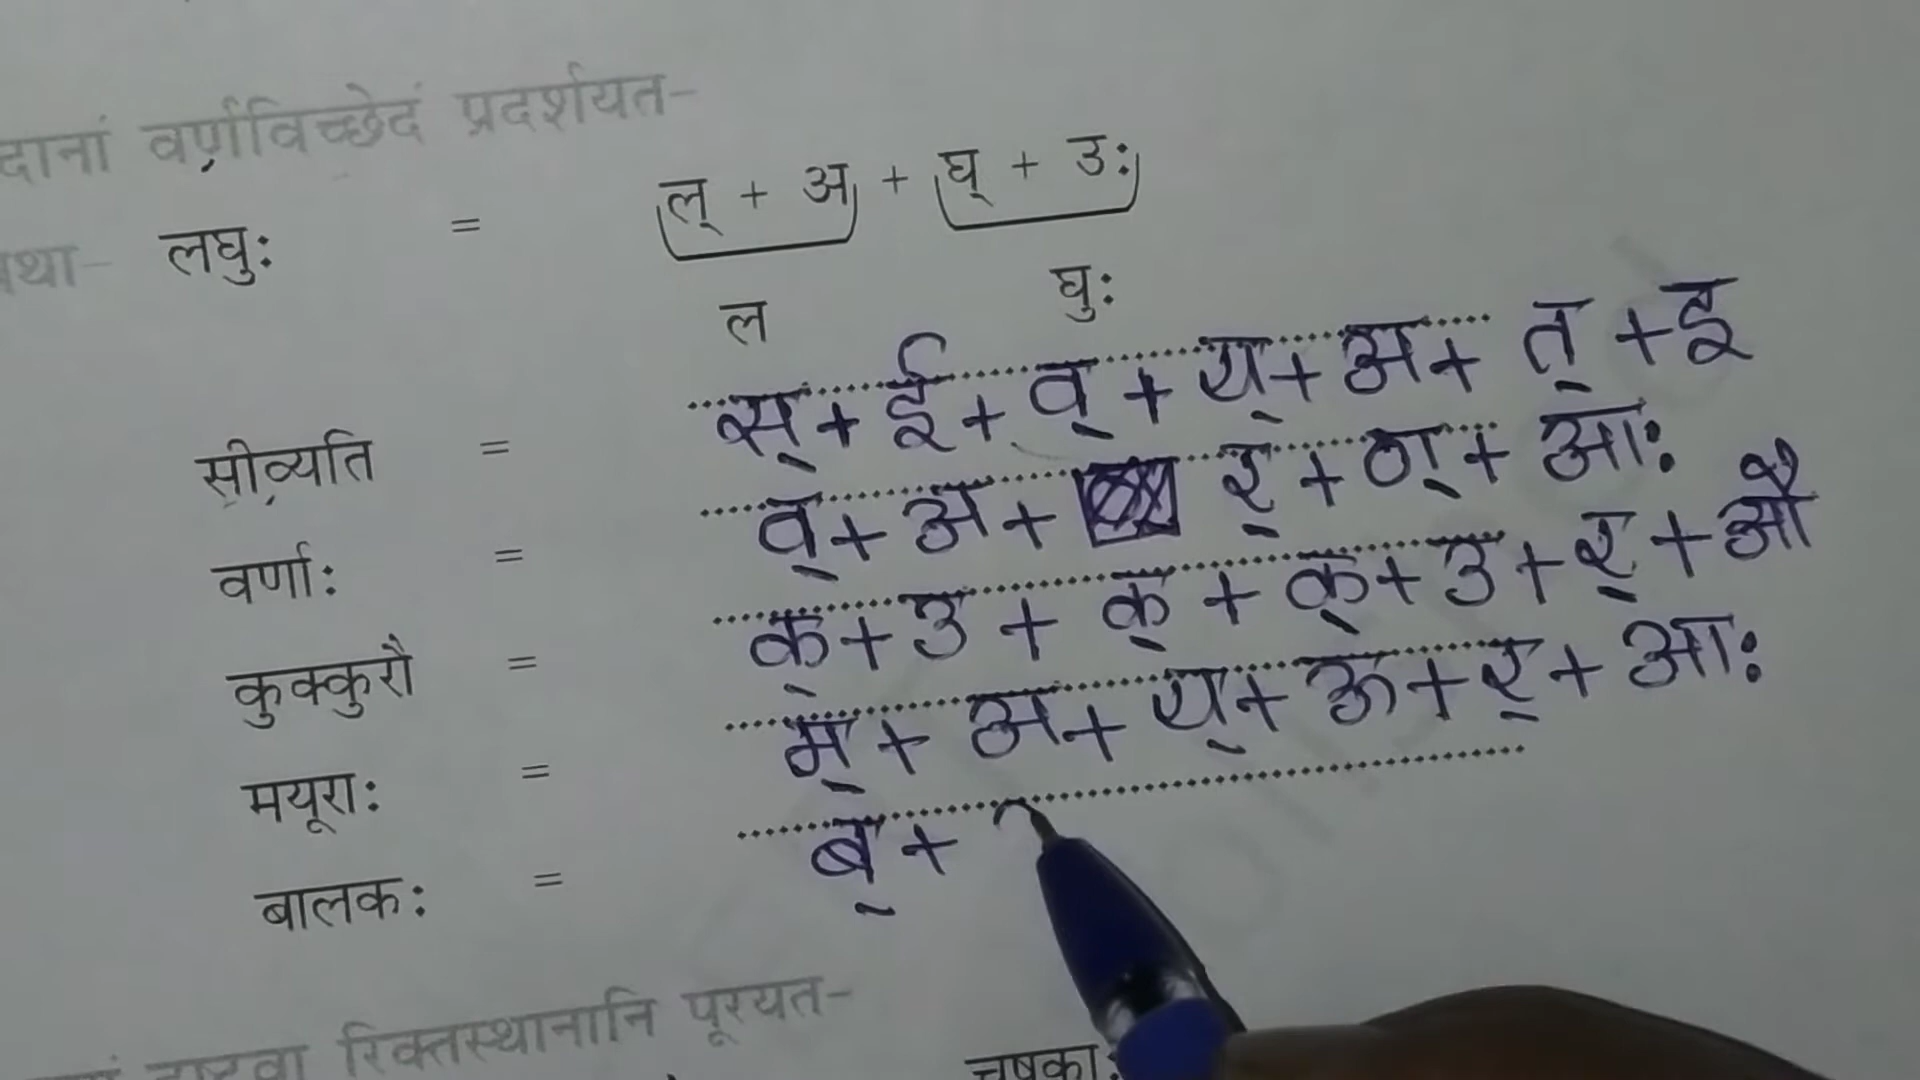 दानां वर्णविच्छेदं प्रदर्शयत-
यथा- लघुः = ल् + अ + घ् + उः
ल घुः
सीव्यति = स् + ई + व् + य् + अ + त् + इ
वर्णाः = व् + अ + र् + ण् + आः
कुक्कुरौ = क् + उ + क् + क् + उ + र् + औ
मयूराः = म् + अ + य् + ऊ + र् + आः
बालकः = ब् +
रिक्तस्थानानि पूरयत-
चषकाः